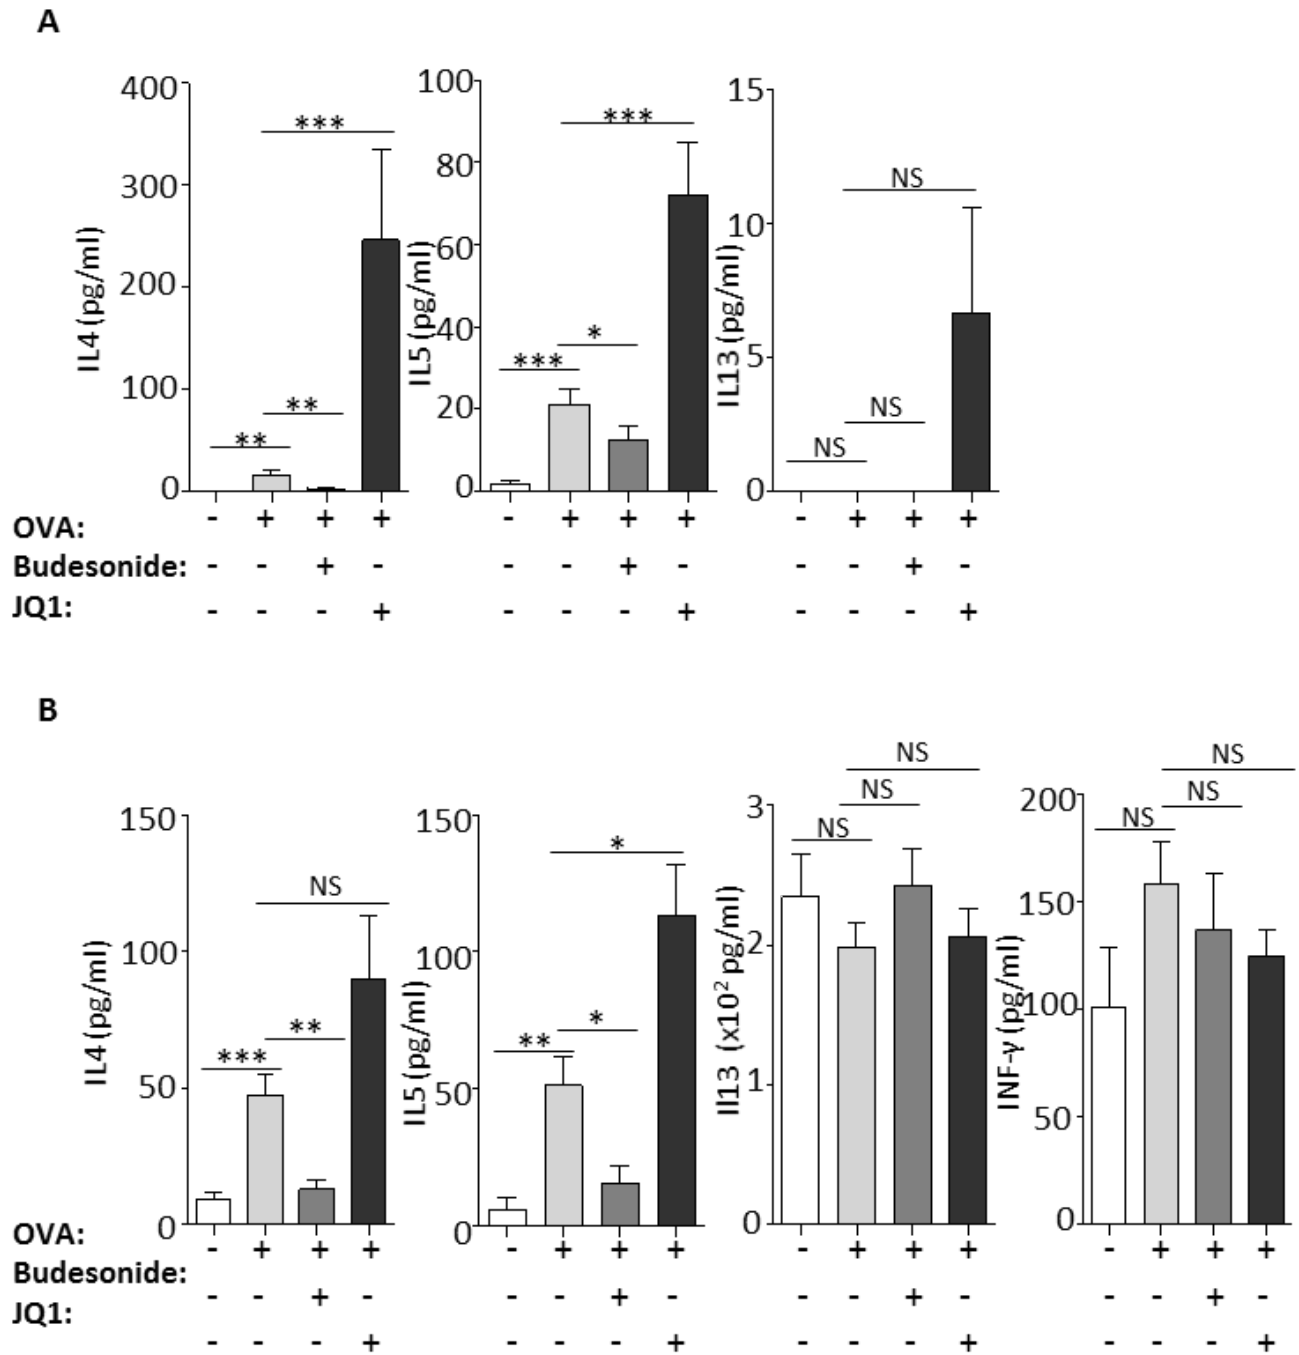 A
400
300
200
100
0
IL4 (pg/ml)
**
**
***
100
80
60
40
20
0
IL5 (pg/ml)
***
*
***
15
10
5
0
IL13 (pg/ml)
NS
NS
NS
OVA: - + + + - + + + - + + +
Budesonide: - - + - - - + - - - + -
JQ1: - - - + - - - + - - - +
B
150
100
50
0
IL4 (pg/ml)
***
**
NS
150
100
50
0
IL5 (pg/ml)
**
*
*
3
2
1
0
Il13 (x10² pg/ml)
NS
NS
NS
200
150
100
50
0
INF-γ (pg/ml)
NS
NS
NS
OVA: - + + + - + + + - + + + - + + +
Budesonide: - - + - - - + - - - + - - - + -
JQ1: - - - + - - - + - - - + - - - +